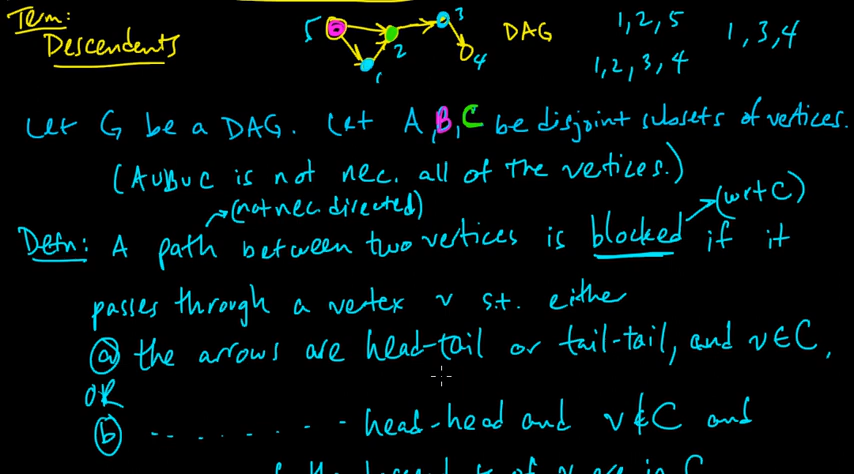 Term:
Descendents
5 1 2 3 4 DAG
1, 2, 5
1, 2, 3, 4
1, 3, 4
Let G be a DAG. Let A, B, C be disjoint subsets of vertices.
(A∪B∪C is not nec. all of the vertices.)
(not nec. directed) (wrt C)
Defn: A path between two vertices is blocked if it
passes through a vertex v s.t. either
(a) the arrows are head-tail or tail-tail, and v∈C,
OR
(b) .. . . . . . . . head-head and v∉C and
of v are in C